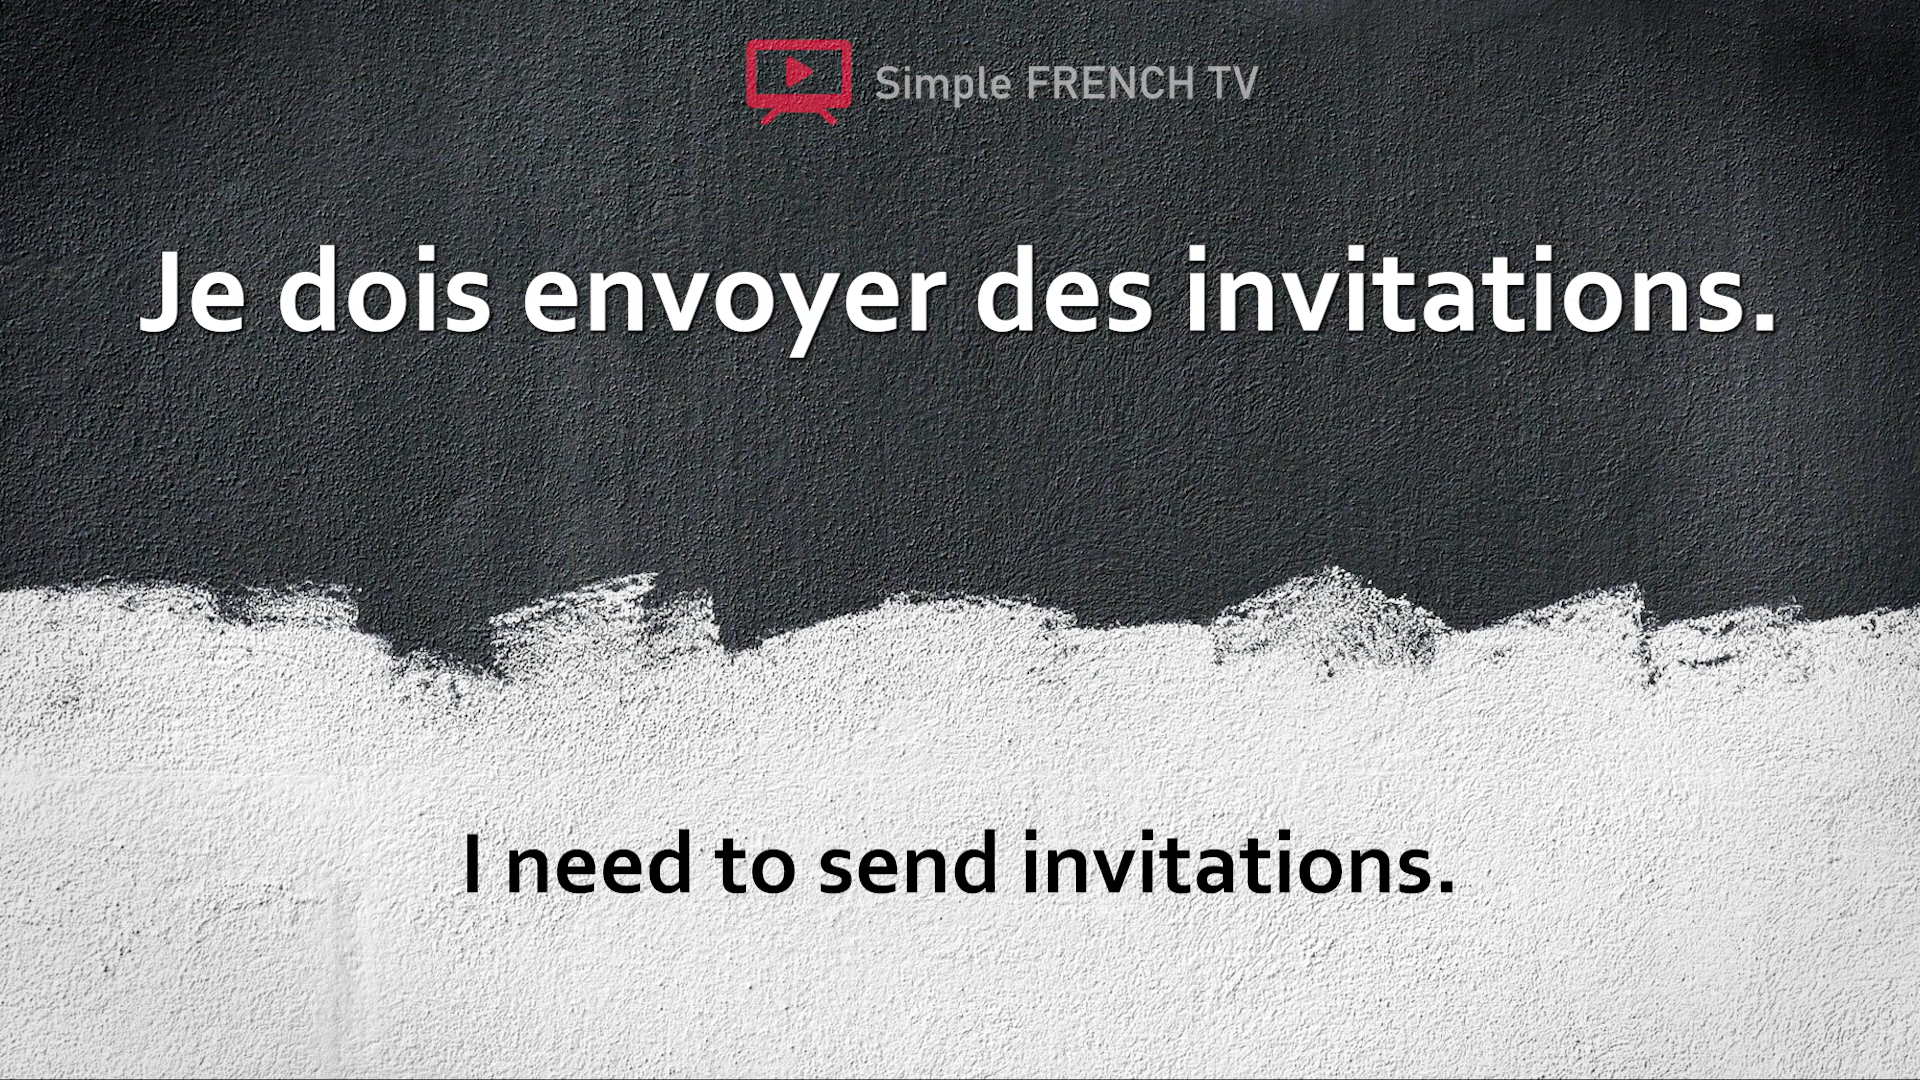 Simple FRENCH TV
Je dois envoyer des invitations.
I need to send invitations.